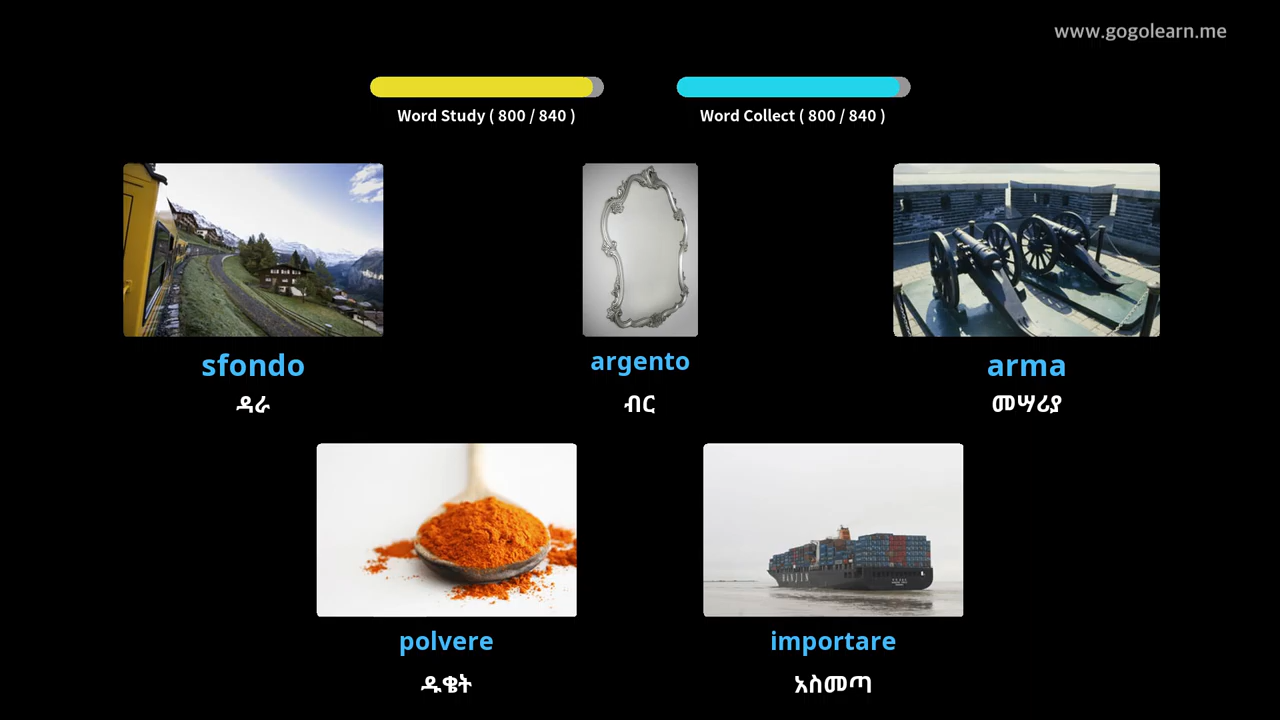 www.gogolearn.me
Word Study ( 800 / 840 )
Word Collect ( 800 / 840 )
sfondo
argento
arma
ዳራ
ብር
መሣሪያ
HANJIN
polvere
importare
ዱቄት
አስመጣ